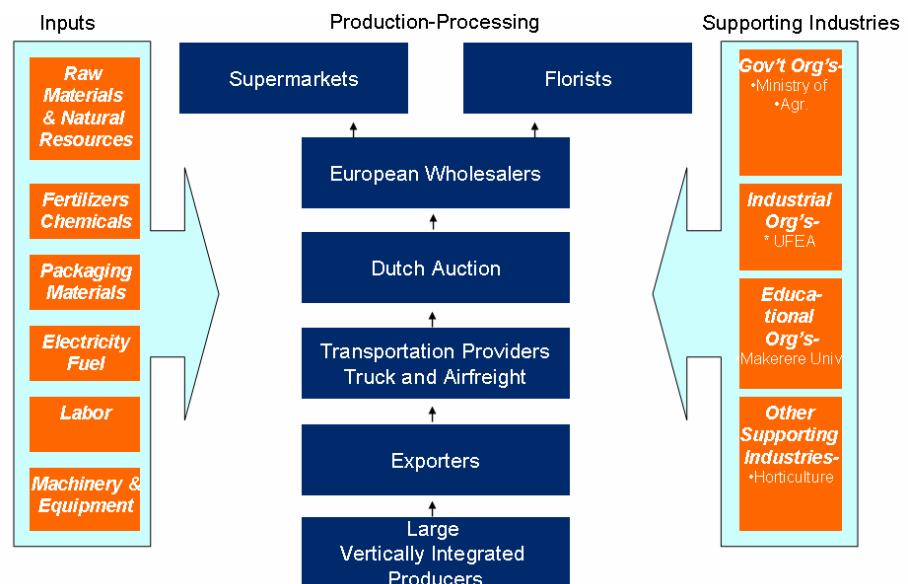 Inputs
Production-Processing
Supporting Industries
Raw
Materials
& Natural
Resources
Fertilizers
Chemicals
Packaging
Materials
Electricity
Fuel
Labor
Machinery &
Equipment
Supermarkets
Florists
European Wholesalers
Dutch Auction
Transportation Providers
Truck and Airfreight
Exporters
Large
Vertically Integrated
Producers
Gov't Org's-
•Ministry of
•Agr.
Industrial
Org's-
* UFEA
Educa-
tional
Org's-
•Makerere Univ
Other
Supporting
Industries-
•Horticulture